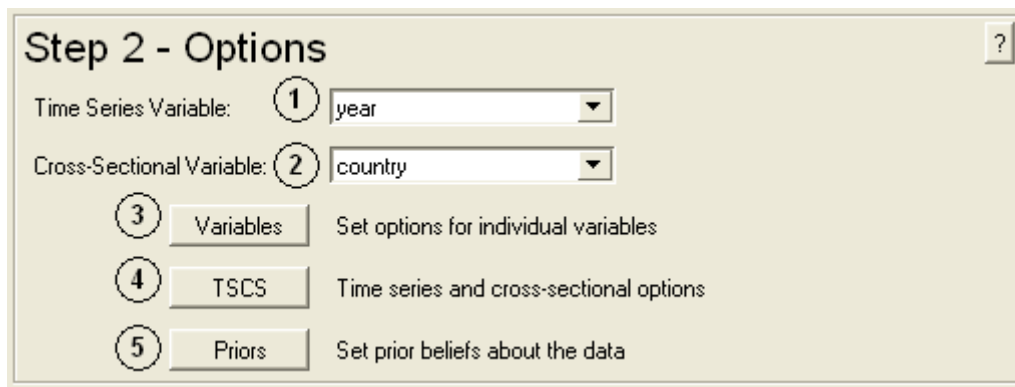 Step 2 - Options
?
Time Series Variable: 1 year
Cross-Sectional Variable: 2 country
3 Variables Set options for individual variables
4 TSCS Time series and cross-sectional options
5 Priors Set prior beliefs about the data